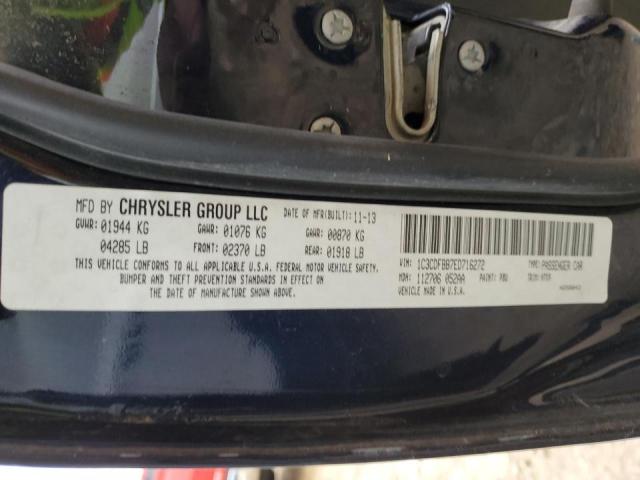 MFD BY CHRYSLER GROUP LLC DATE OF MFR(BUILT):11-13
GVWR:01944 KG GAWR:01076 KG GAWR:00870 KG
04285 LB FRONT:02370 LB REAR:01918 LB
THIS VEHICLE CONFORMS TO ALL APPLICABLE U.S.A. FEDERAL MOTOR VEHICLE SAFETY,
BUMPER AND THEFT PREVENTION STANDARDS IN EFFECT ON
THE DATE OF MANUFACTURE SHOWN ABOVE. MADE IN U.S.A.
VIN: 1C3CDFBB7ED716272 TYPE:PASSENGER CAR
MDH: 112706 052AA PAINT: PBU TRIM: